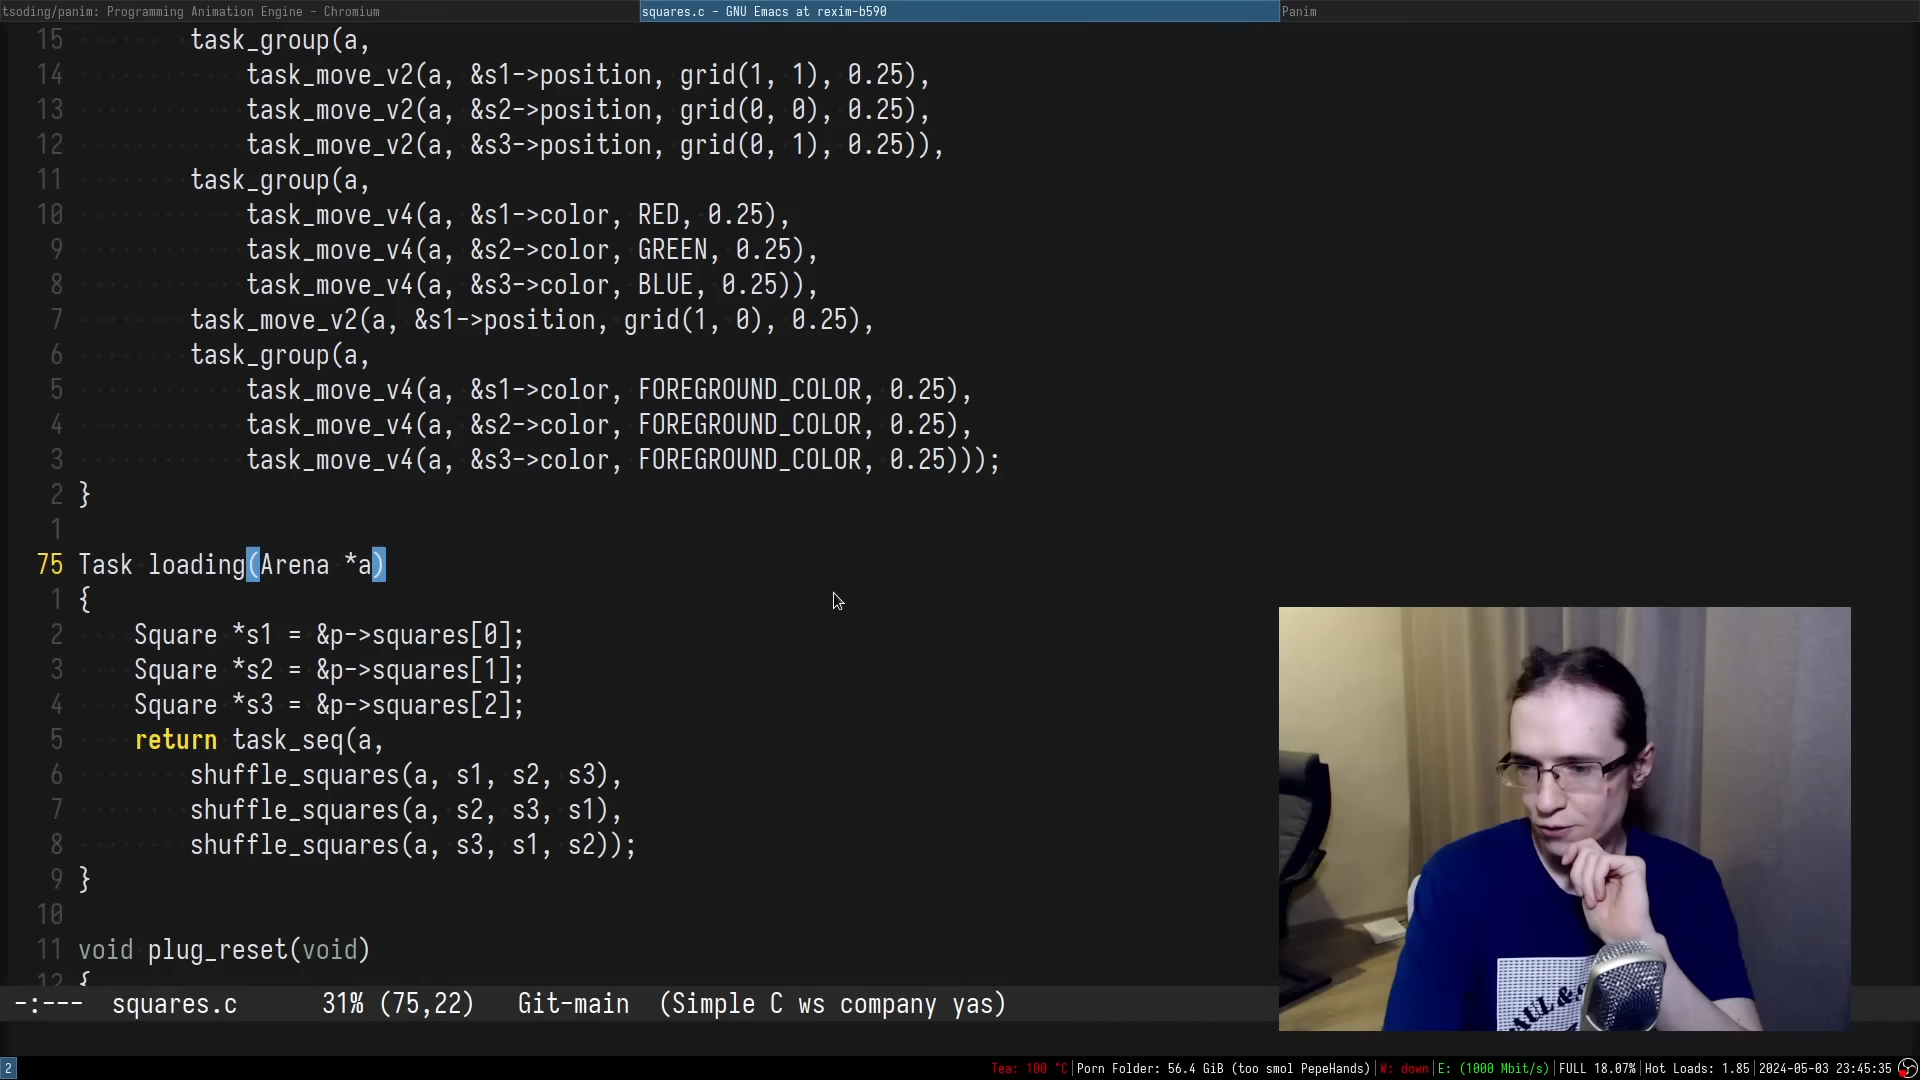 tsoding/panim: Programming Animation Engine - Chromium
squares.c - GNU Emacs at rexim-b590
Panim
15 task_group(a,
14 task_move_v2(a, &s1->position, grid(1, 1), 0.25),
13 task_move_v2(a, &s2->position, grid(0, 0), 0.25),
12 task_move_v2(a, &s3->position, grid(0, 1), 0.25)),
11 task_group(a,
10 task_move_v4(a, &s1->color, RED, 0.25),
9 task_move_v4(a, &s2->color, GREEN, 0.25),
8 task_move_v4(a, &s3->color, BLUE, 0.25)),
7 task_move_v2(a, &s1->position, grid(1, 0), 0.25),
6 task_group(a,
5 task_move_v4(a, &s1->color, FOREGROUND_COLOR, 0.25),
4 task_move_v4(a, &s2->color, FOREGROUND_COLOR, 0.25),
3 task_move_v4(a, &s3->color, FOREGROUND_COLOR, 0.25)));
2 }
1
75 Task loading(Arena *a)
1 {
2 Square *s1 = &p->squares[0];
3 Square *s2 = &p->squares[1];
4 Square *s3 = &p->squares[2];
5 return task_seq(a,
6 shuffle_squares(a, s1, s2, s3),
7 shuffle_squares(a, s2, s3, s1),
8 shuffle_squares(a, s3, s1, s2));
9 }
10
11 void plug_reset(void)
12 {
-:--- squares.c 31% (75,22) Git-main (Simple C ws company yas)
2
Tea: 100 °C|Porn Folder: 56.4 GiB (too smol PepeHands)|W: down|E: (1000 Mbit/s)|FULL 18.07%|Hot Loads: 1.85|2024-05-03 23:45:35